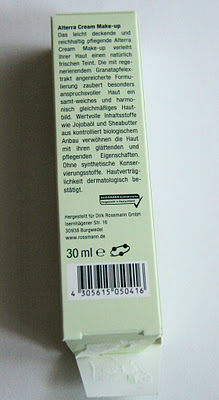 Alterra Cream Make-up
Das leicht deckende und
reichhaltig pflegende Alterra
Cream Make-up verleiht
Ihrer Haut einen natürlich
frischen Teint. Die mit re-
generierendem Granatapfelex-
trakt angereicherte Formu-
lierung zaubert besonders
anspruchsvoller Haut ein
samt-weiches und harmo-
nisch gleichmäßiges Haut-
bild. Wertvolle Inhaltsstoffe
wie Jojobaöl und Sheabutter
aus kontrolliert biologischem
Anbau verwöhnen die Haut
mit ihren glättenden und
pflegenden Eigenschaften.
Ohne synthetische Konser-
vierungsstoffe. Hautverträg-
lichkeit dermatologisch be-
stätigt.
Hergestellt für Dirk Rossmann GmbH
Isernhägener Str. 16
30938 Burgwedel
www.rossmann.de
30 ml e
4 305615 050416